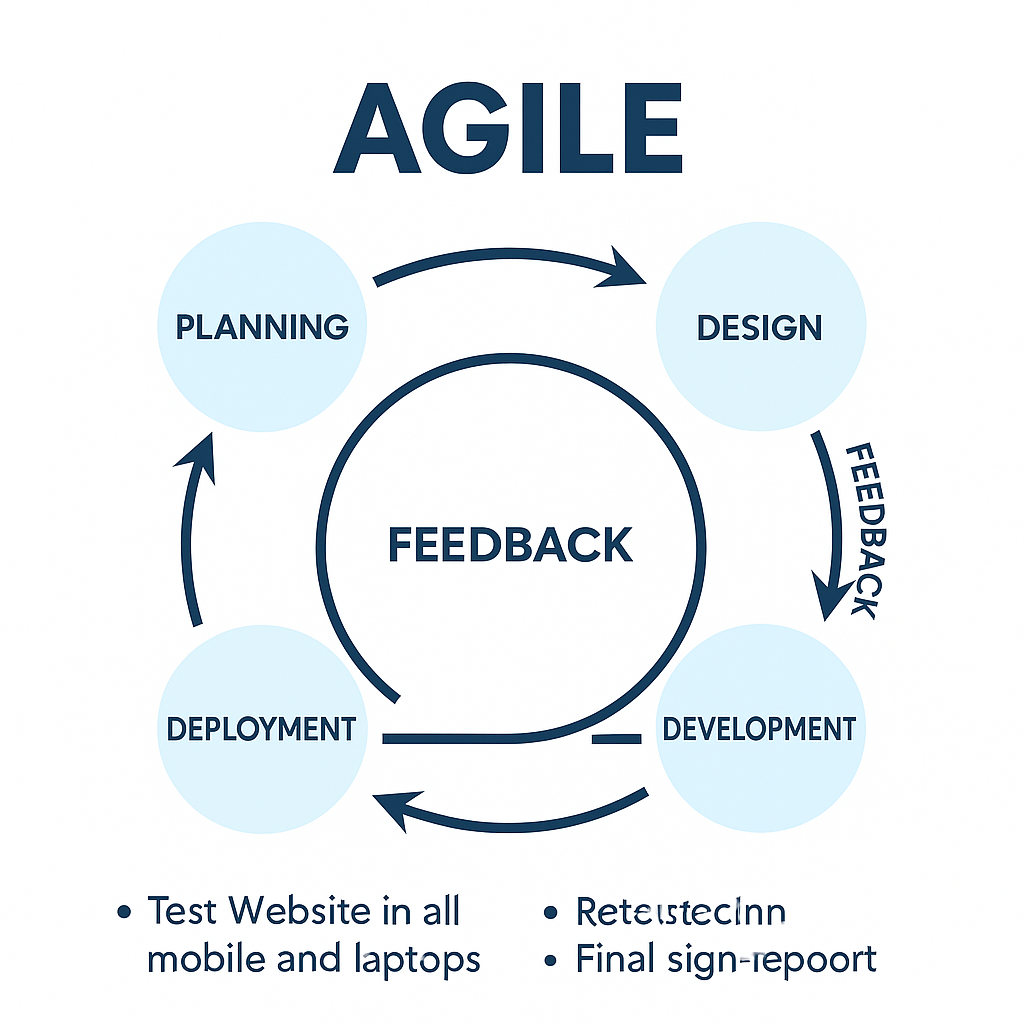 AGILE
PLANNING
DESIGN
FEEDBACK
FEEDBACK
DEPLOYMENT
DEVELOPMENT
• Test Website in all
mobile and laptops
•
• Final sign-repoort